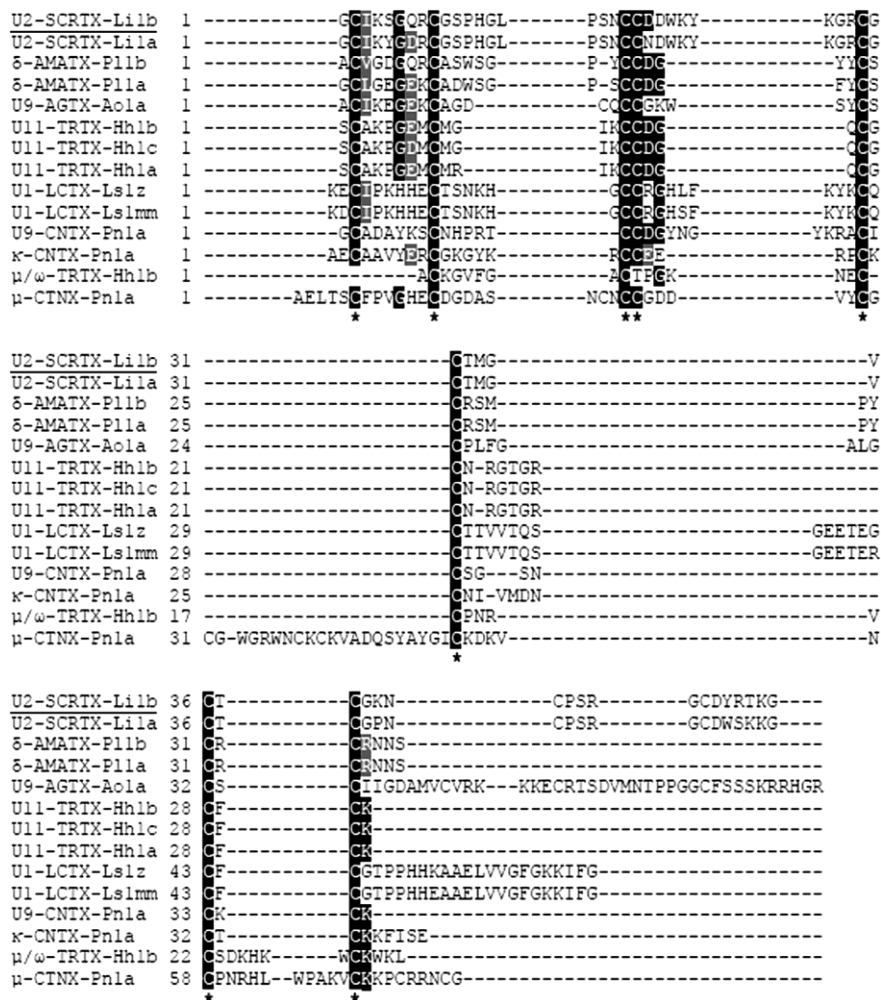 U2-SCRTX-Li1b 1 ------------GCIKSGQRCGSPHGL-------PSNCCDDWKY-----------KGRCG
U2-SCRTX-Li1a 1 ------------GCIKYGDRCGSPHGL-------PSNCCNDWKY-----------KGRCG
δ-AMATX-Pl1b 1 ------------ACVGDGQRCASWSG--------P-YCCDG---------------YYCS
δ-AMATX-Pl1a 1 ------------GCLGEGEKCADWSG--------P-SCCDG---------------FYCS
U9-AGTX-Ao1a 1 ------------ACIKEGEKCAGD-----------CQCCGKW--------------SYCS
U11-TRTX-Hh1b 1 ------------SCAKPGEMCMG------------IKCCDG----------------QCG
U11-TRTX-Hh1c 1 ------------SCAKPGDMCMG------------IKCCDG----------------QCG
U11-TRTX-Hh1a 1 ------------SCAKPGEMCMR------------IKCCDG----------------QCG
U1-LCTX-Ls1z 1 -----------KECIPKHHECTSNKH----------GCCRGHLF-----------KYKCQ
U1-LCTX-Ls1mm 1 -----------KDCIPKHHECTSNKH----------GCCRGHSF-----------KYKCQ
U9-CNTX-Pn1a 1 ------------GCADAYKSCNHPRT-----------CCDGYNG----------YKRACI
κ-CNTX-Pn1a 1 -----------AECAAVYERCGKGYK----------RCCEE---------------RPCK
μ/ω-TRTX-Hh1b 1 -------------------ACKGVFG----------ACTPGK--------------NEC-
μ-CTNX-Pn1a 1 --------AELTSCFPVGHECDGDAS--------NCNCCGDD--------------VYCG
* * ** *
U2-SCRTX-Li1b 31 ----------------------CTMG---------------------------------V
U2-SCRTX-Li1a 31 ----------------------CTMG---------------------------------V
δ-AMATX-Pl1b 25 ----------------------CRSM--------------------------------PY
δ-AMATX-Pl1a 25 ----------------------CRSM--------------------------------PY
U9-AGTX-Ao1a 24 ----------------------CPLFG------------------------------ALG
U11-TRTX-Hh1b 21 ----------------------CN-RGTGR------------------------------
U11-TRTX-Hh1c 21 ----------------------CN-RGTGR------------------------------
U11-TRTX-Hh1a 21 ----------------------CN-RGTGR------------------------------
U1-LCTX-Ls1z 29 ----------------------CTTVVTQS------------------------GEETEG
U1-LCTX-Ls1mm 29 ----------------------CTTVVTQS------------------------GEETER
U9-CNTX-Pn1a 28 ----------------------CSG---SN------------------------------
κ-CNTX-Pn1a 25 ----------------------CNI-VMDN------------------------------
μ/ω-TRTX-Hh1b 17 ----------------------CPNR---------------------------------V
μ-CTNX-Pn1a 31 CG-WGRWNCKCKVADQSYAYGICKDKV--------------------------------N
*
U2-SCRTX-Li1b 36 CT-----------CGKN--------------CPSR--------GCDYRTKG----
U2-SCRTX-Li1a 36 CT-----------CGPN--------------CPSR--------GCDWSKKG----
δ-AMATX-Pl1b 31 CR-----------CRNNS-------------------------------------
δ-AMATX-Pl1a 31 CR-----------CRNNS-------------------------------------
U9-AGTX-Ao1a 32 CS-----------CIIGDAMVCVRK---KKECRTSDVMNTPPGGCFSSSKRRHGR
U11-TRTX-Hh1b 28 CF-----------CK----------------------------------------
U11-TRTX-Hh1c 28 CF-----------CK----------------------------------------
U11-TRTX-Hh1a 28 CF-----------CK----------------------------------------
U1-LCTX-Ls1z 43 CF-----------CGTPPHHKAAELVVGFGKKIFG--------------------
U1-LCTX-Ls1mm 43 CF-----------CGTPPHHEAAELVVGFGKKIFG--------------------
U9-CNTX-Pn1a 33 CK-----------CK----------------------------------------
κ-CNTX-Pn1a 32 CT-----------CKKFISE-----------------------------------
μ/ω-TRTX-Hh1b 22 CSDKHK------WCKWKL-------------------------------------
μ-CTNX-Pn1a 58 CPNRHL--WPAKVCKKPCRRNCG--------------------------------
* *